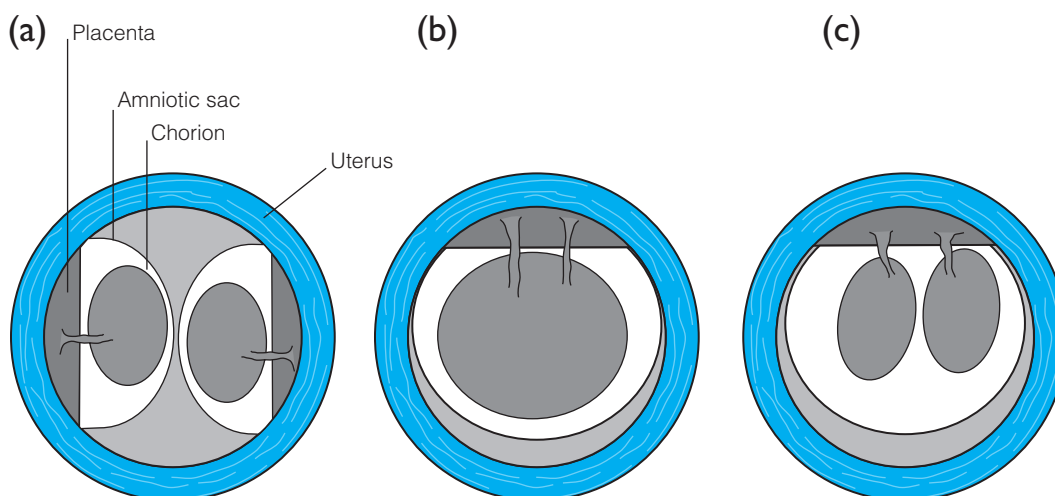 (a)
Placenta
Amniotic sac
Chorion
Uterus
(b)
(c)